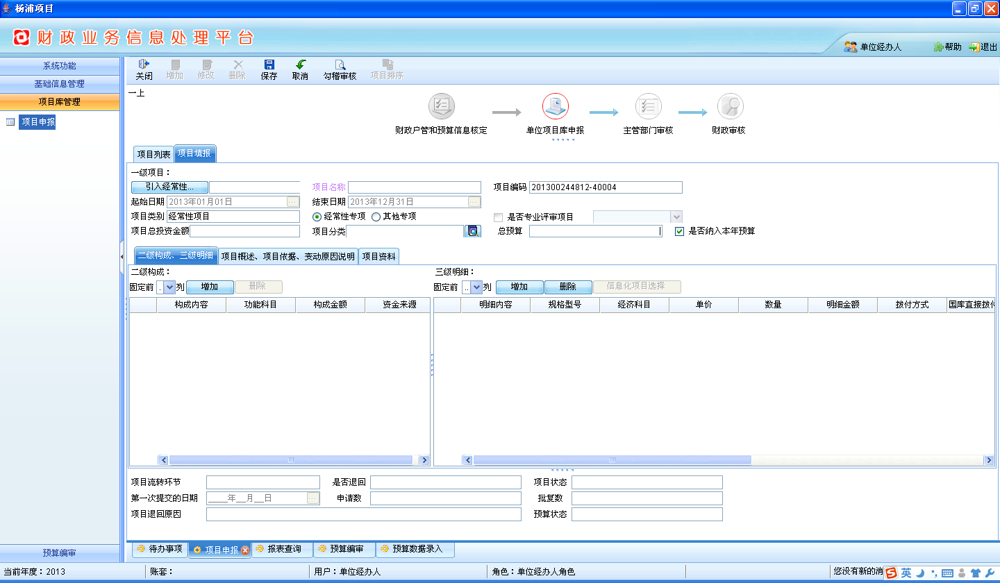 杨浦项目
财政业务信息处理平台
单位经办人 帮助 退出
系统功能
基础信息管理
项目库管理
项目申报
预算编审
关闭 增加 修改 删除 保存 取消 勾稽审核 项目排序
一上
财政户管和预算信息核定 单位项目库申报 主管部门审核 财政审核
项目列表 项目填报
一级项目：
引入经常性... 项目名称 项目编码 201300244812-40004
起始日期 2013年01月01日 ... 结束日期 2013年12月31日 ...
项目类别 经常性项目 经常性专项 其他专项 是否专业评审项目
项目总投资金额 项目分类 总预算 是否纳入本年预算
二级构成、三级明细 项目概述、项目依据、变动原因说明 项目资料
二级构成：
固定前 . 列 增加 删除
构成内容 功能科目 构成金额 资金来源
三级明细：
固定前 .. 列 增加 删除 信息化项目选择
明细内容 规格型号 经济科目 单价 数量 明细金额 拨付方式 国库直接拨付
项目流转环节 是否退回 项目状态
第一次提交的日期 ____年__月__日 ... 申请数 批复数
项目退回原因 预算状态
待办事项 项目申报 报表查询 预算编审 预算数据录入
当前年度：2013 账套： 用户：单位经办人 角色：单位经办人角色 您没有新的消
S 英